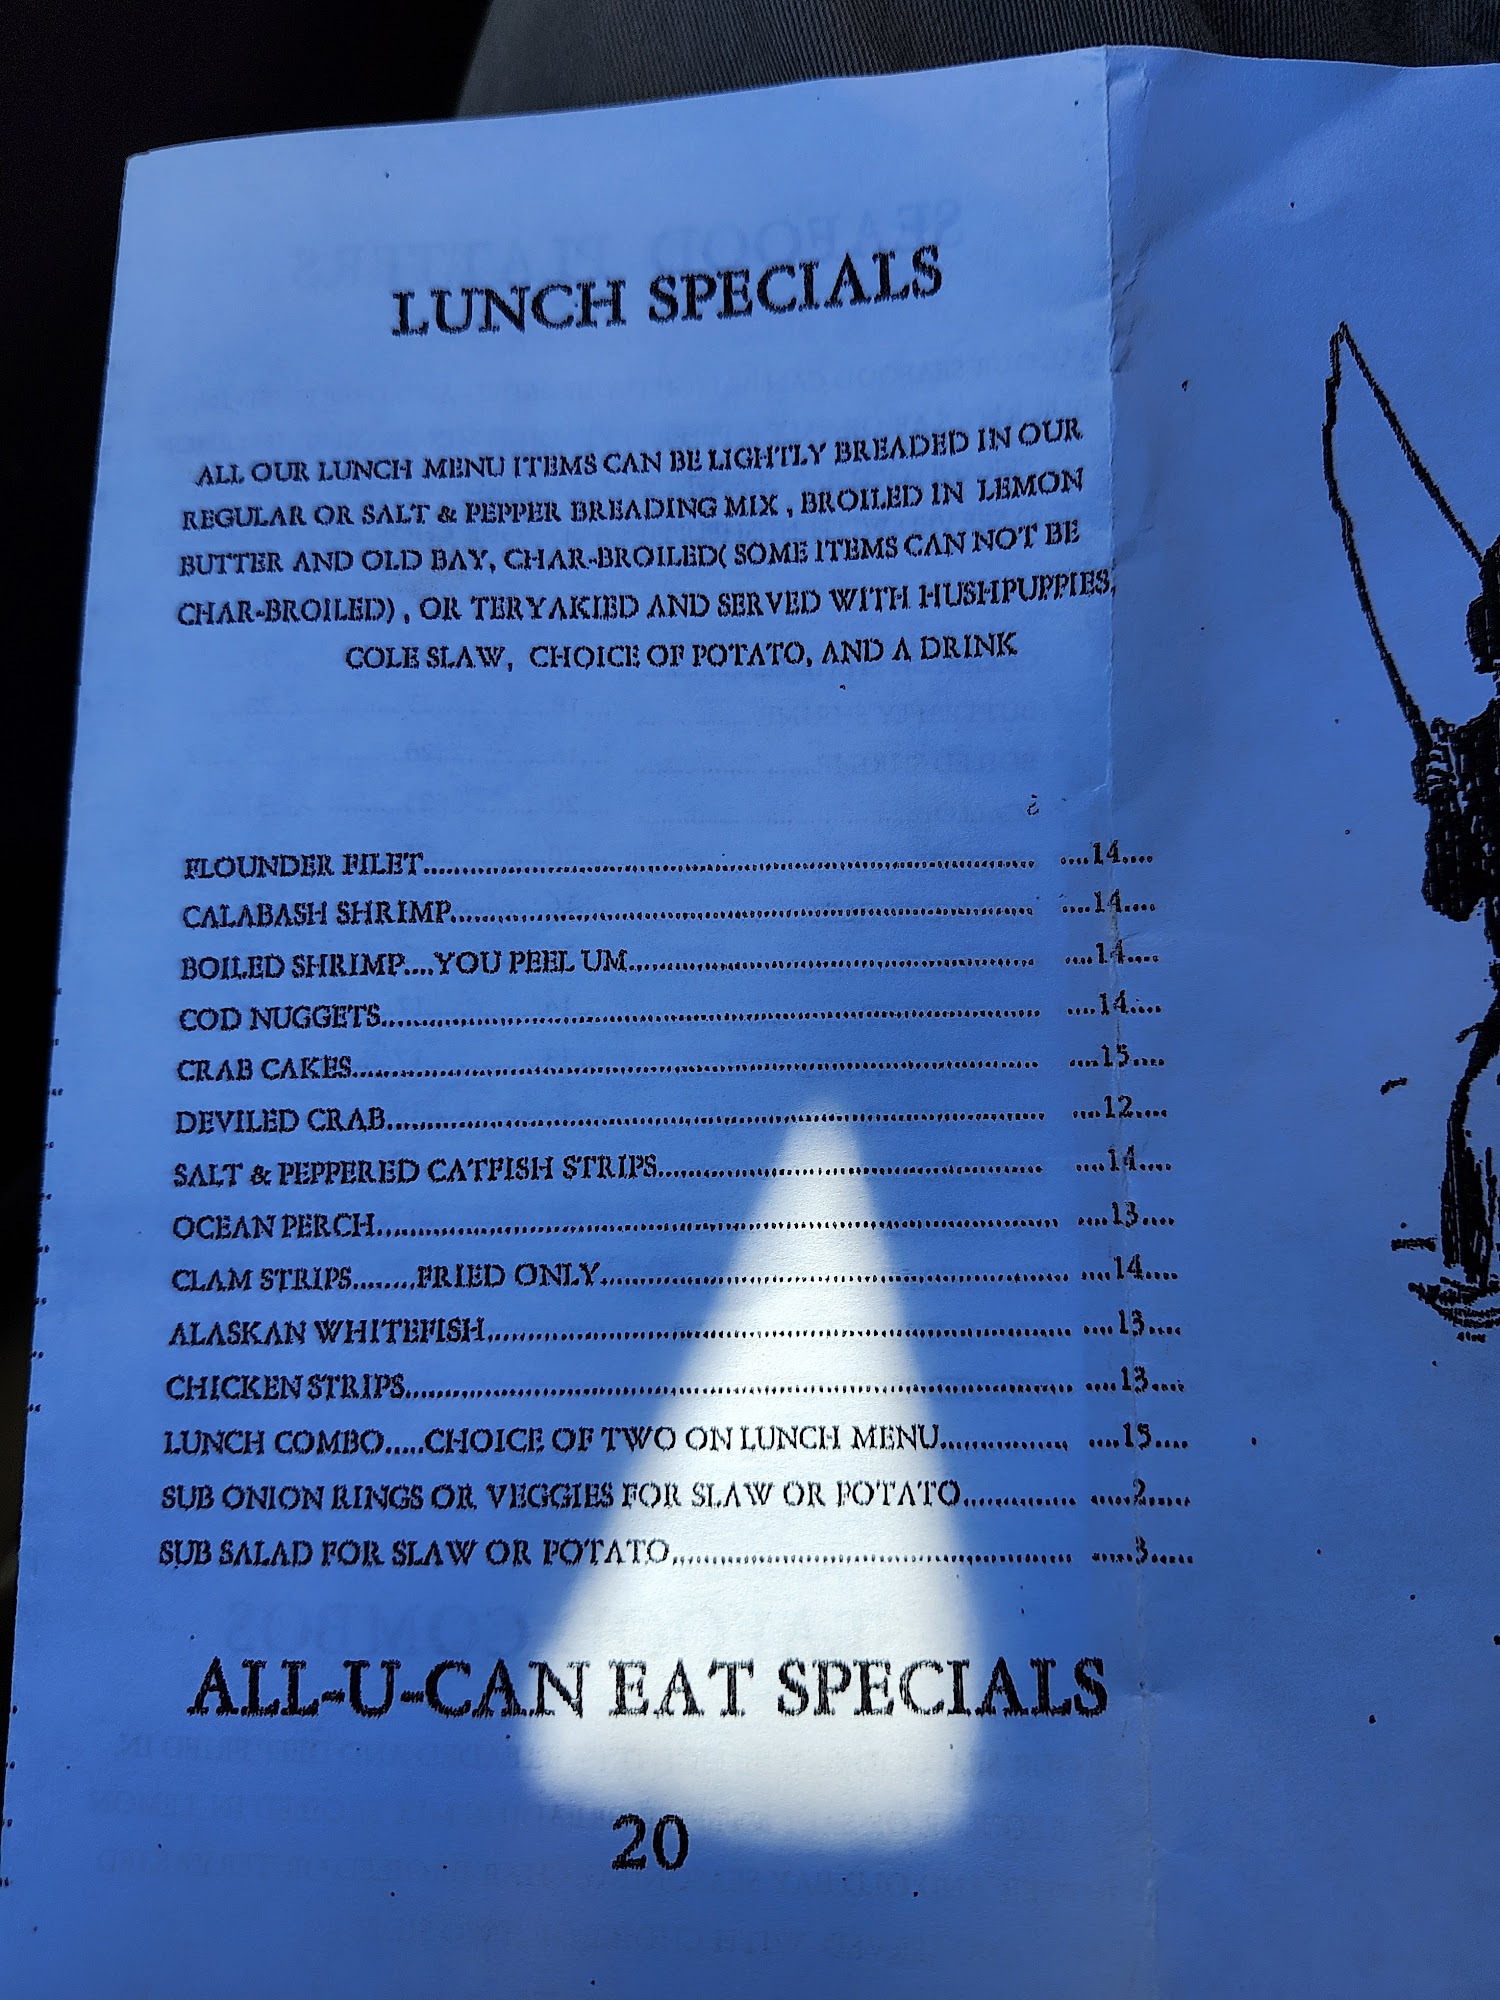 LUNCH SPECIALS
ALL OUR LUNCH MENU ITEMS CAN BE LIGHTLY BREADED IN OUR
REGULAR OR SALT & PEPPER BREADING MIX , BROILED IN LEMON
BUTTER AND OLD BAY, CHAR-BROILED( SOME ITEMS CAN NOT BE
CHAR-BROILED) , OR TERYAKIED AND SERVED WITH HUSHPUPPIES,
COLE SLAW, CHOICE OF POTATO, AND A DRINK
FLOUNDER FILET........................................ ....14....
CALABASH SHRIMP........................................ ....14....
BOILED SHRIMP....YOU PEEL UM........................................ ....14....
COD NUGGETS........................................ ....14....
CRAB CAKES........................................ ....15....
DEVILED CRAB........................................ ....12....
SALT & PEPPERED CATFISH STRIPS........................................ ....14....
OCEAN PERCH........................................ ....13....
CLAM STRIPS........FRIED ONLY........................................ ....14....
ALASKAN WHITEFISH........................................ ....13....
CHICKEN STRIPS........................................ ....13....
LUNCH COMBO.....CHOICE OF TWO ON LUNCH MENU................ ....15....
SUB ONION RINGS OR VEGGIES FOR SLAW OR POTATO.............. .....2.....
SUB SALAD FOR SLAW OR POTATO........................................ .....3.....
ALL-U-CAN EAT SPECIALS
20